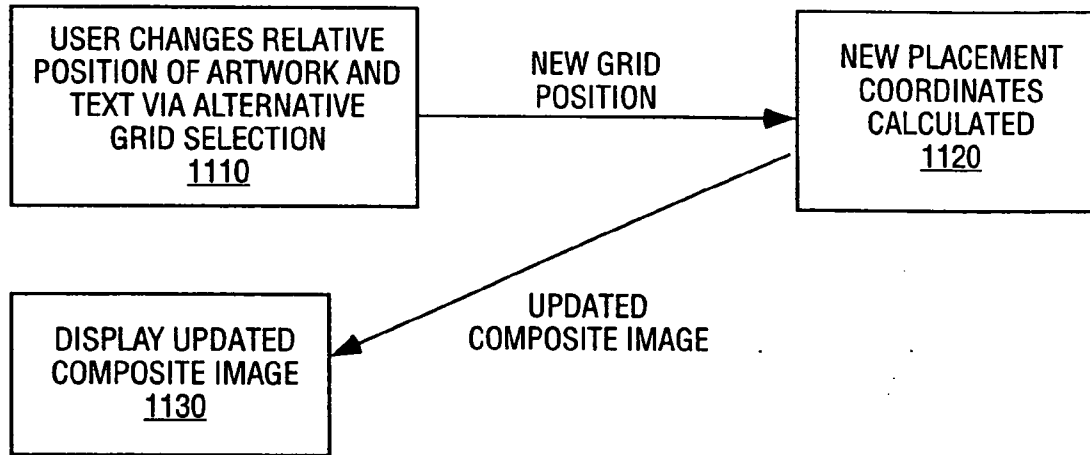 USER CHANGES RELATIVE
POSITION OF ARTWORK AND
TEXT VIA ALTERNATIVE
GRID SELECTION
1110
NEW GRID
POSITION
NEW PLACEMENT
COORDINATES
CALCULATED
1120
UPDATED
COMPOSITE IMAGE
DISPLAY UPDATED
COMPOSITE IMAGE
1130